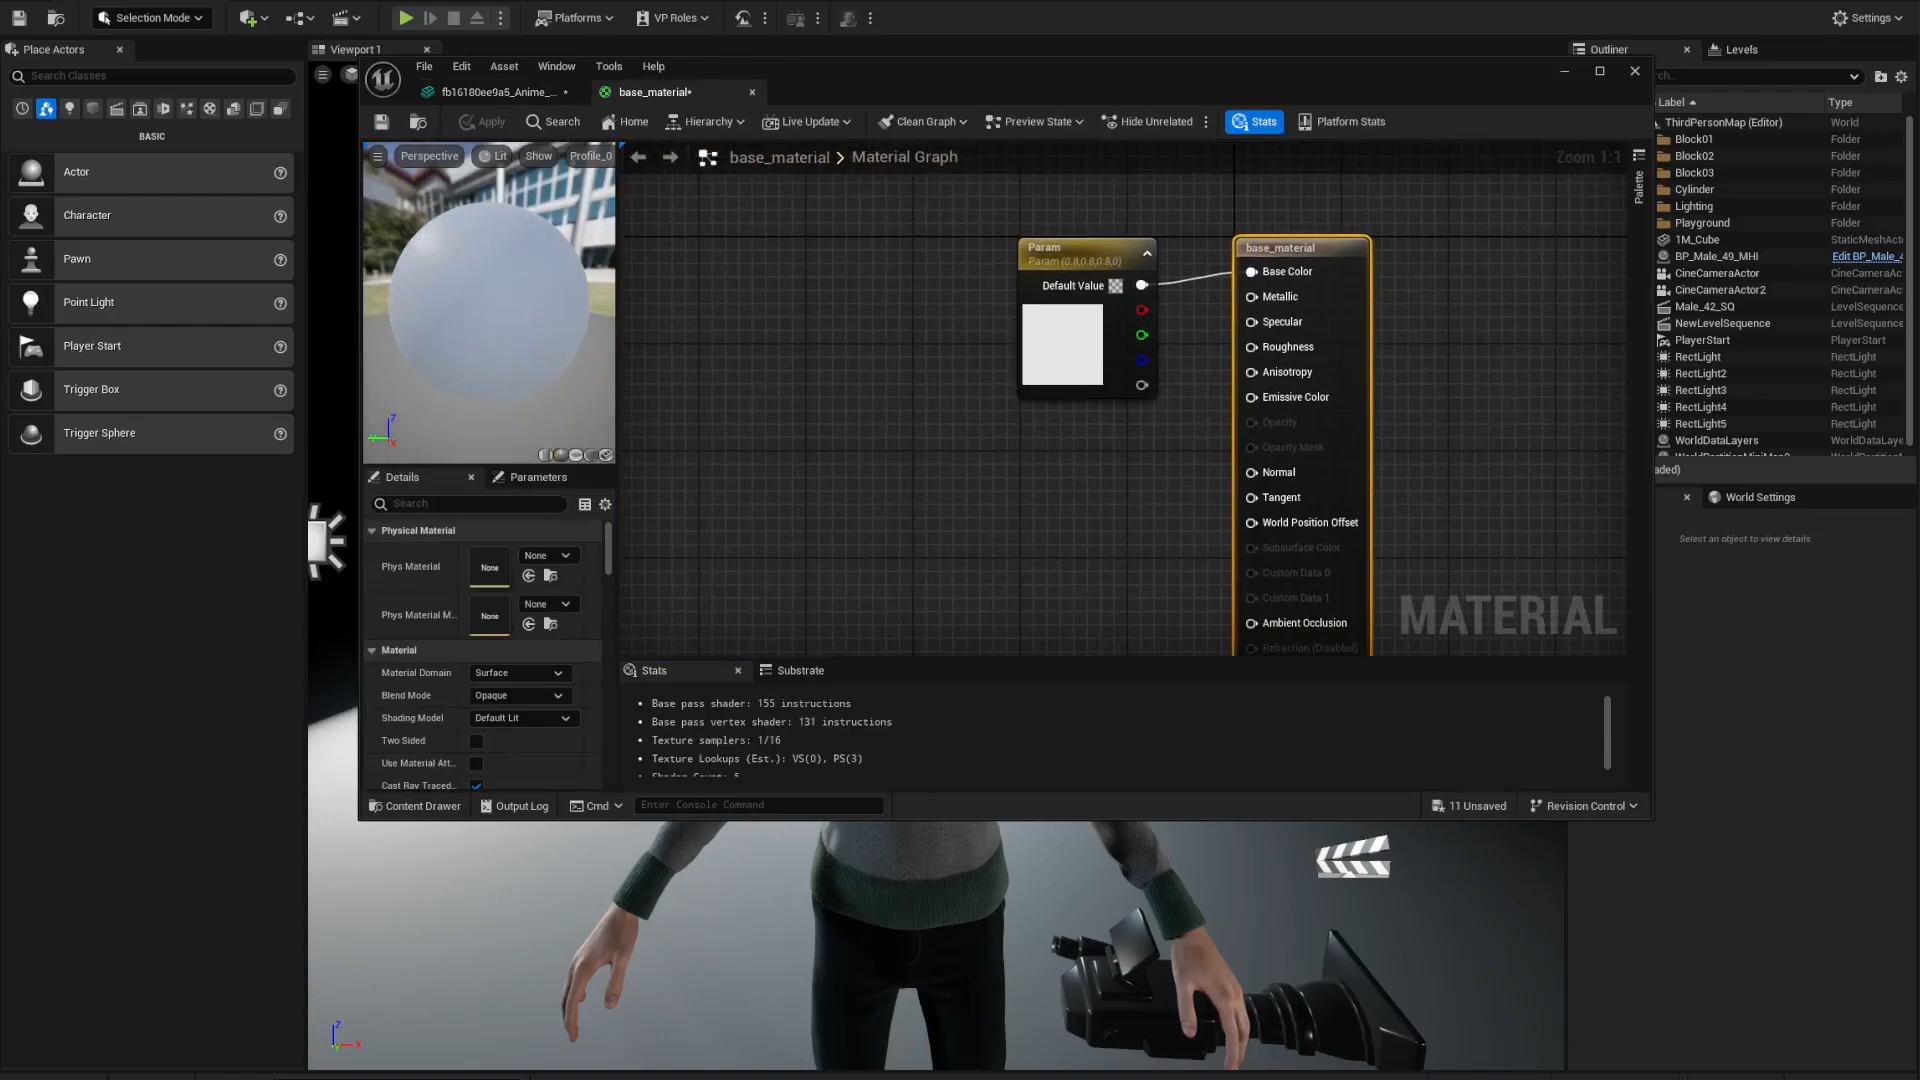 Selection Mode
Platforms
VP Roles
Settings
Place Actors
Viewport 1
Outliner
Levels
Search Classes
BASIC
Actor
Character
Pawn
Point Light
Player Start
Trigger Box
Trigger Sphere
File Edit Asset Window Tools Help
fb16180ee9a5_Anime_... •
base_material*
Apply
Search
Home
Hierarchy
Live Update
Clean Graph
Preview State
Hide Unrelated
Stats
Platform Stats
Perspective
Lit
Show
Profile_0
base_material > Material Graph
Zoom 1:1
Palette
Param
Param (0.8,0.8,0.8,0)
Default Value
base_material
Base Color
Metallic
Specular
Roughness
Anisotropy
Emissive Color
Opacity
Opacity Mask
Normal
Tangent
World Position Offset
Subsurface Color
Custom Data 0
Custom Data 1
Ambient Occlusion
Refraction (Disabled)
MATERIAL
Z
X
Details
Parameters
Search
Physical Material
Phys Material
None
None
Phys Material M...
None
None
Material
Material Domain
Surface
Blend Mode
Opaque
Shading Model
Default Lit
Two Sided
Use Material Att...
Cast Ray Traced...
Stats
Substrate
Base pass shader: 155 instructions
Base pass vertex shader: 131 instructions
Texture samplers: 1/16
Texture Lookups (Est.): VS(0), PS(3)
Content Drawer
Output Log
Cmd
Enter Console Command
11 Unsaved
Revision Control
Label
Type
ThirdPersonMap (Editor) World
Block01 Folder
Block02 Folder
Block03 Folder
Cylinder Folder
Lighting Folder
Playground Folder
1M_Cube StaticMeshAct
BP_Male_49_MHI Edit BP_Male_4
CineCameraActor CineCameraAc
CineCameraActor2 CineCameraAc
Male_42_SQ LevelSequence
NewLevelSequence LevelSequence
PlayerStart PlayerStart
RectLight RectLight
RectLight2 RectLight
RectLight3 RectLight
RectLight4 RectLight
RectLight5 RectLight
WorldDataLayers WorldDataLaye
aded)
World Settings
Select an object to view details.
Z
X